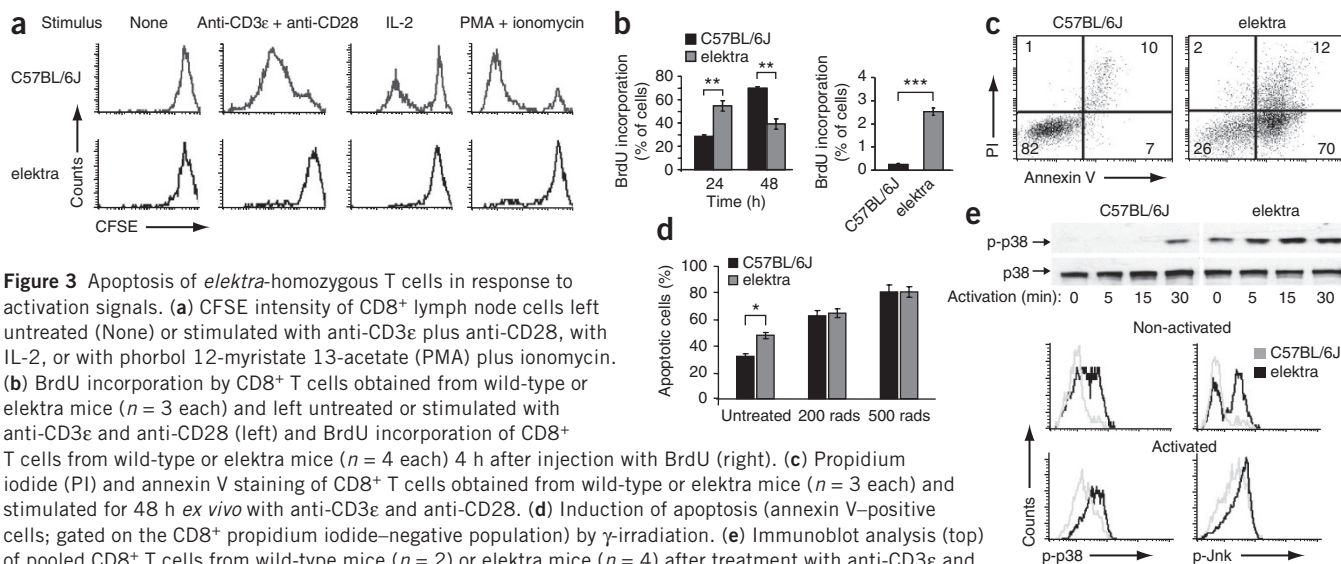 a
Stimulus None Anti-CD3ε + anti-CD28 IL-2 PMA + ionomycin
C57BL/6J
elektra
Counts
CFSE
b
C57BL/6J
elektra
BrdU incorporation
(% of cells)
80
60
40
20
0
**
**
24 48
Time (h)
BrdU incorporation
(% of cells)
4
3
2
1
0
***
C57BL/6J
elektra
c
C57BL/6J elektra
1 10
82 7
2 12
26 70
PI
Annexin V
d
C57BL/6J
elektra
Apoptotic cells (%)
100
80
60
40
20
0
*
Untreated 200 rads 500 rads
e
C57BL/6J elektra
p-p38
p38
Activation (min): 0 5 15 30 0 5 15 30
Non-activated
C57BL/6J
elektra
Activated
Counts
p-p38 p-Jnk
Figure 3 Apoptosis of elektra-homozygous T cells in response to
activation signals. (a) CFSE intensity of CD8+ lymph node cells left
untreated (None) or stimulated with anti-CD3ε plus anti-CD28, with
IL-2, or with phorbol 12-myristate 13-acetate (PMA) plus ionomycin.
(b) BrdU incorporation by CD8+ T cells obtained from wild-type or
elektra mice (n = 3 each) and left untreated or stimulated with
anti-CD3ε and anti-CD28 (left) and BrdU incorporation of CD8+
T cells from wild-type or elektra mice (n = 4 each) 4 h after injection with BrdU (right). (c) Propidium
iodide (PI) and annexin V staining of CD8+ T cells obtained from wild-type or elektra mice (n = 3 each) and
stimulated for 48 h ex vivo with anti-CD3ε and anti-CD28. (d) Induction of apoptosis (annexin V–positive
cells; gated on the CD8+ propidium iodide–negative population) by γ-irradiation. (e) Immunoblot analysis (top)
of pooled CD8+ T cells from wild-type mice (n = 2) or elektra mice (n = 4) after treatment with anti-CD3ε and